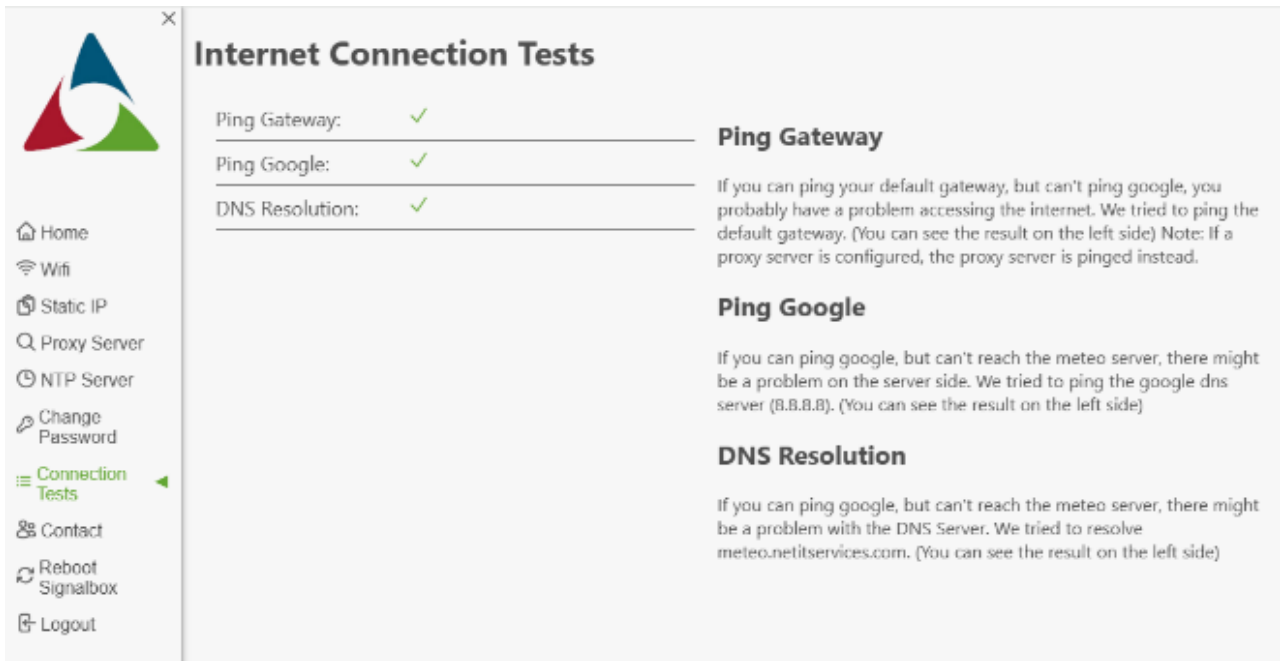 Internet Connection Tests
Ping Gateway:
Ping Google:
DNS Resolution:
Home
Wifi
Static IP
Proxy Server
NTP Server
Change
Password
Connection
Tests
Contact
Reboot
Signalbox
Logout
Ping Gateway
If you can ping your default gateway, but can't ping google, you
probably have a problem accessing the internet. We tried to ping the
default gateway. (You can see the result on the left side) Note: If a
proxy server is configured, the proxy server is pinged instead.
Ping Google
If you can ping google, but can't reach the meteo server, there might
be a problem on the server side. We tried to ping the google dns
server (8.8.8.8). (You can see the result on the left side)
DNS Resolution
If you can ping google, but can't reach the meteo server, there might
be a problem with the DNS Server. We tried to resolve
meteo.netitservices.com. (You can see the result on the left side)